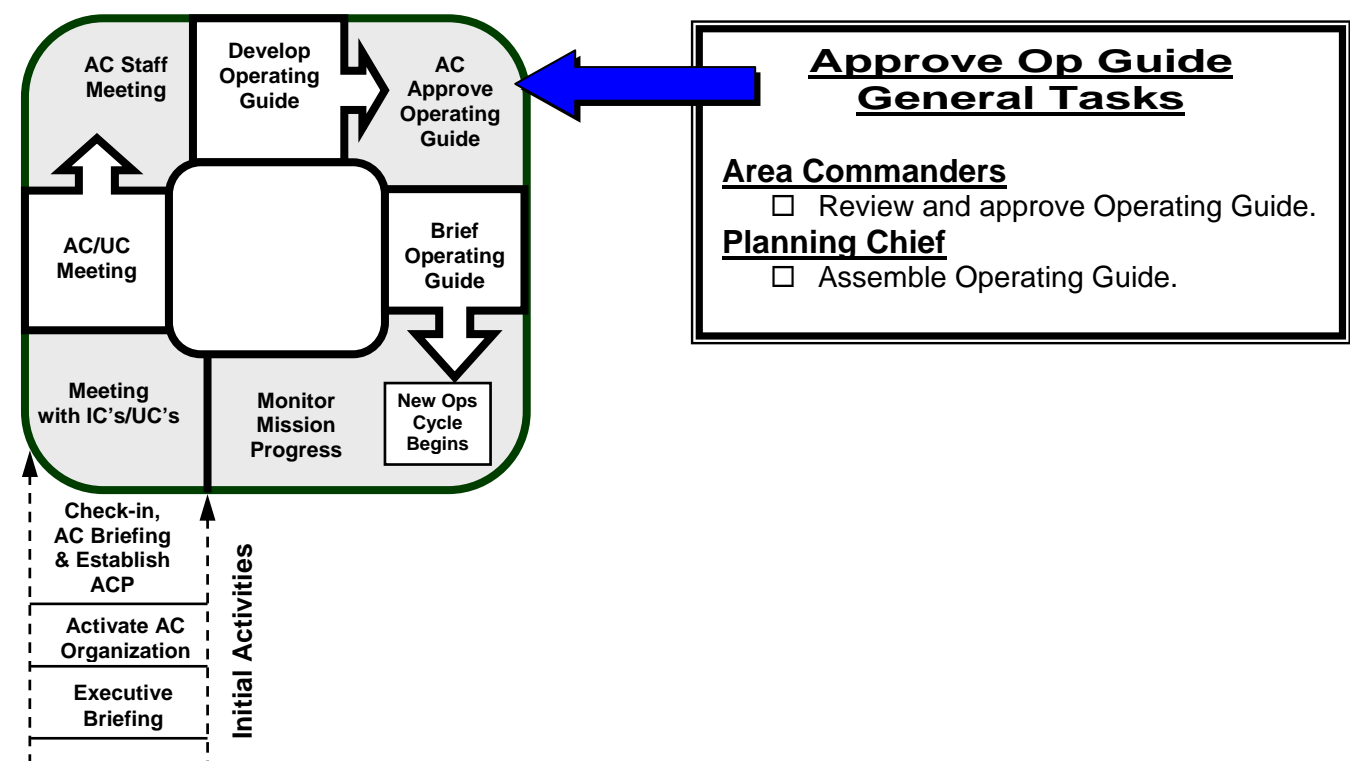 AC Staff
Meeting
Develop
Operating
Guide
AC
Approve
Operating
Guide
AC/UC
Meeting
Brief
Operating
Guide
Meeting
with IC's/UC's
Monitor
Mission
Progress
New Ops
Cycle
Begins
Check-in,
AC Briefing
& Establish
ACP
Activate AC
Organization
Executive
Briefing
Initial Activities
Approve Op Guide
General Tasks
Area Commanders
☐ Review and approve Operating Guide.
Planning Chief
☐ Assemble Operating Guide.